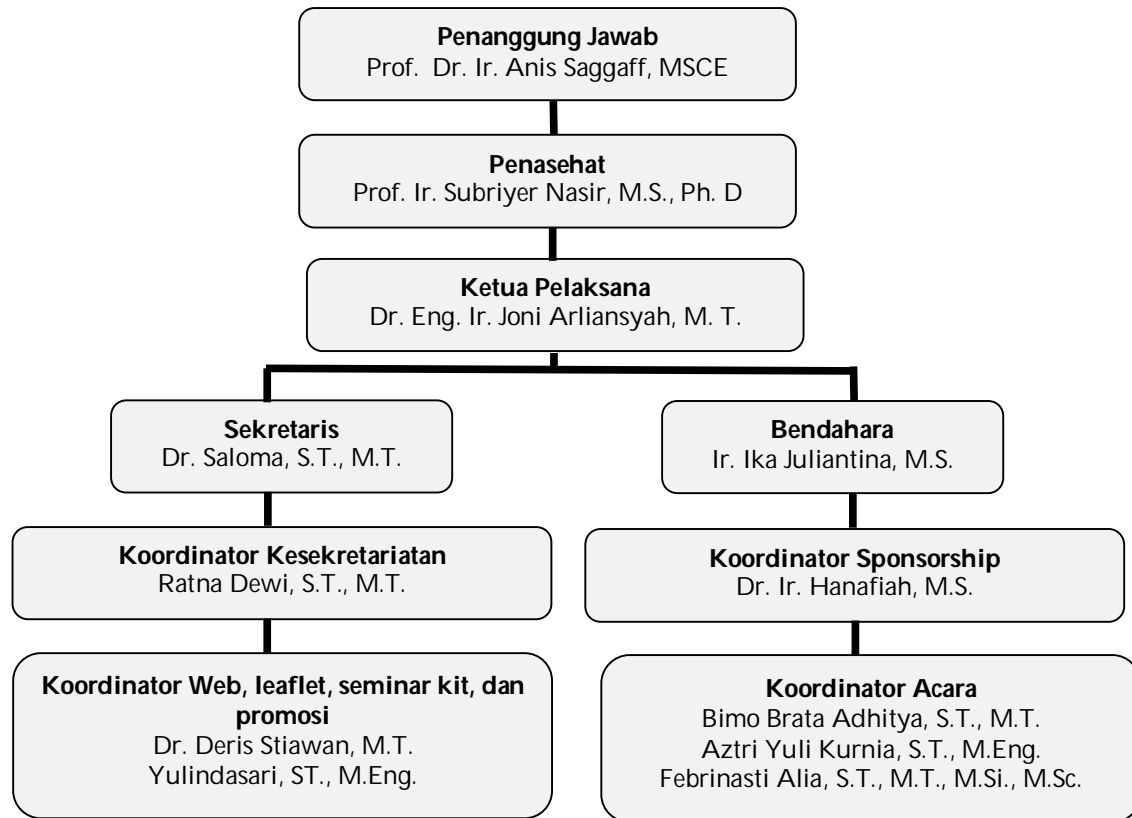 Penanggung Jawab
Prof. Dr. Ir. Anis Saggaff, MSCE
Penasehat
Prof. Ir. Subriyer Nasir, M.S., Ph. D
Ketua Pelaksana
Dr. Eng. Ir. Joni Arliansyah, M. T.
Sekretaris
Dr. Saloma, S.T., M.T.
Bendahara
Ir. Ika Juliantina, M.S.
Koordinator Kesekretariatan
Ratna Dewi, S.T., M.T.
Koordinator Sponsorship
Dr. Ir. Hanafiah, M.S.
Koordinator Web, leaflet, seminar kit, dan
promosi
Dr. Deris Stiawan, M.T.
Yulindasari, ST., M.Eng.
Koordinator Acara
Bimo Brata Adhitya, S.T., M.T.
Aztri Yuli Kurnia, S.T., M.Eng.
Febrinasti Alia, S.T., M.T., M.Si., M.Sc.